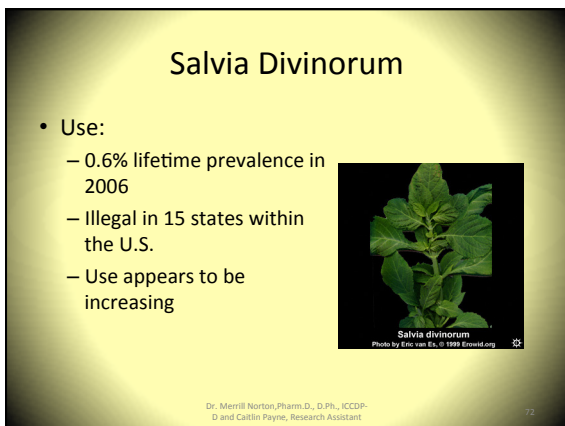 Salvia Divinorum
• Use:
– 0.6% lifetime prevalence in
2006
– Illegal in 15 states within
the U.S.
– Use appears to be
increasing
Salvia divinorum
Photo by Eric van Es, © 1999 Erowid.org
Dr. Merrill Norton,Pharm.D., D.Ph., ICCDP-
D and Caitlin Payne, Research Assistant
72